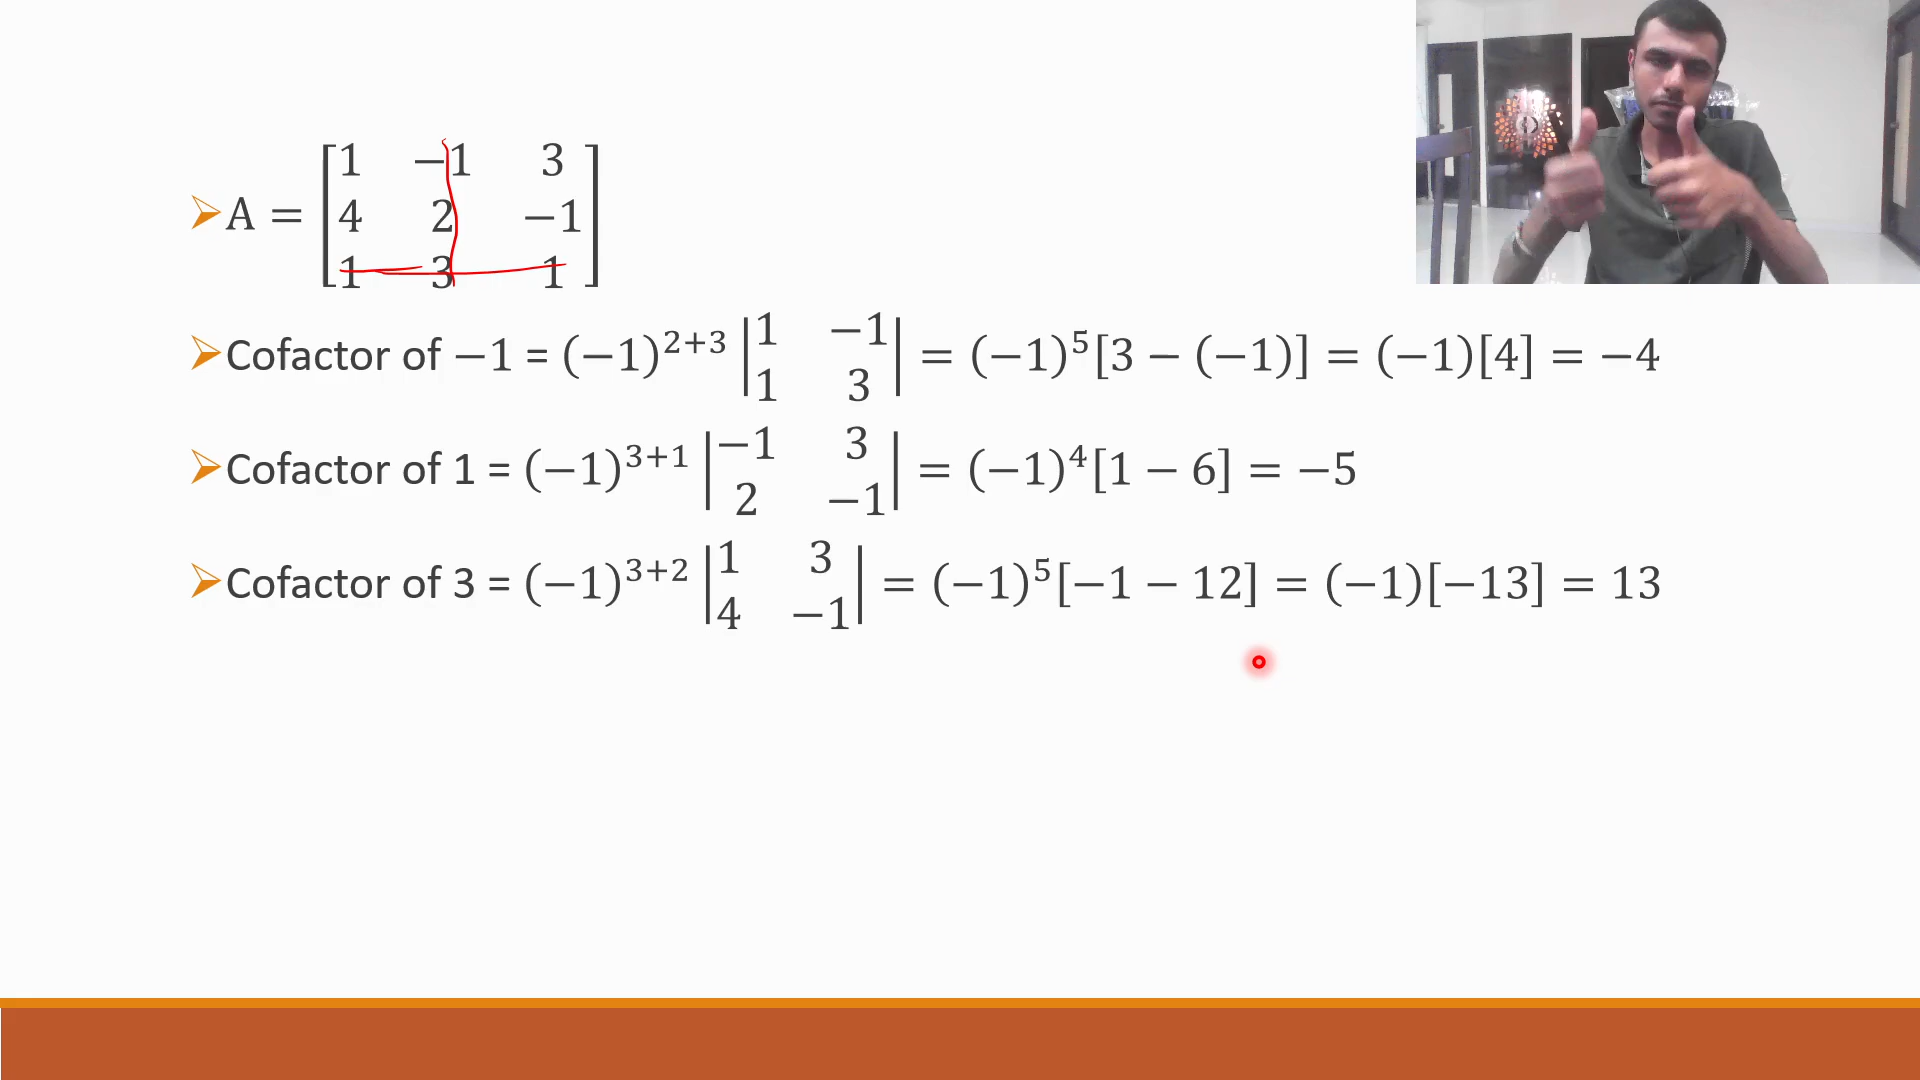 A = [1 −1 3
4 2 −1
1 3 1]
Cofactor of −1 = (−1)^{2+3} |1 −1; 1 3| = (−1)^5[3 − (−1)] = (−1)[4] = −4
Cofactor of 1 = (−1)^{3+1} |−1 3; 2 −1| = (−1)^4[1 − 6] = −5
Cofactor of 3 = (−1)^{3+2} |1 3; 4 −1| = (−1)^5[−1 − 12] = (−1)[−13] = 13